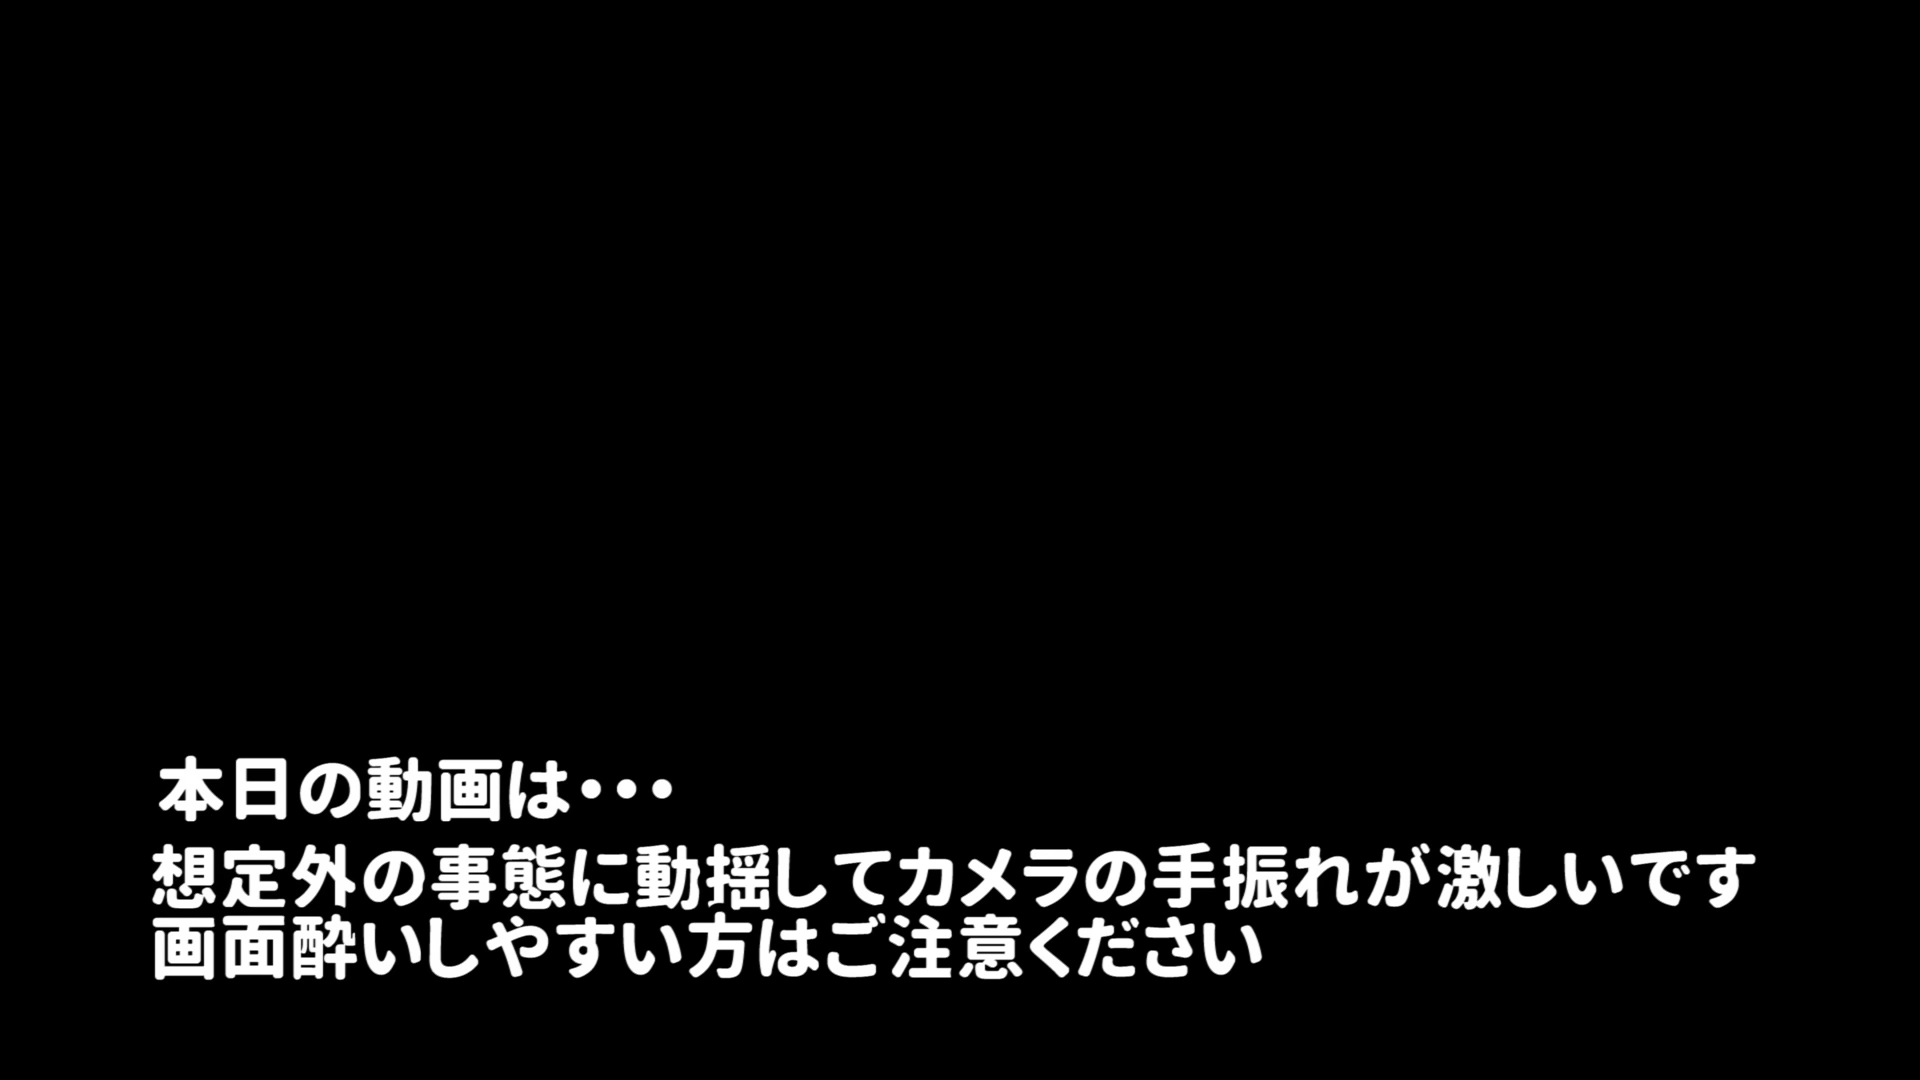 本日の動画は・・・
想定外の事態に動揺してカメラの手振れが激しいです
画面酔いしやすい方はご注意ください